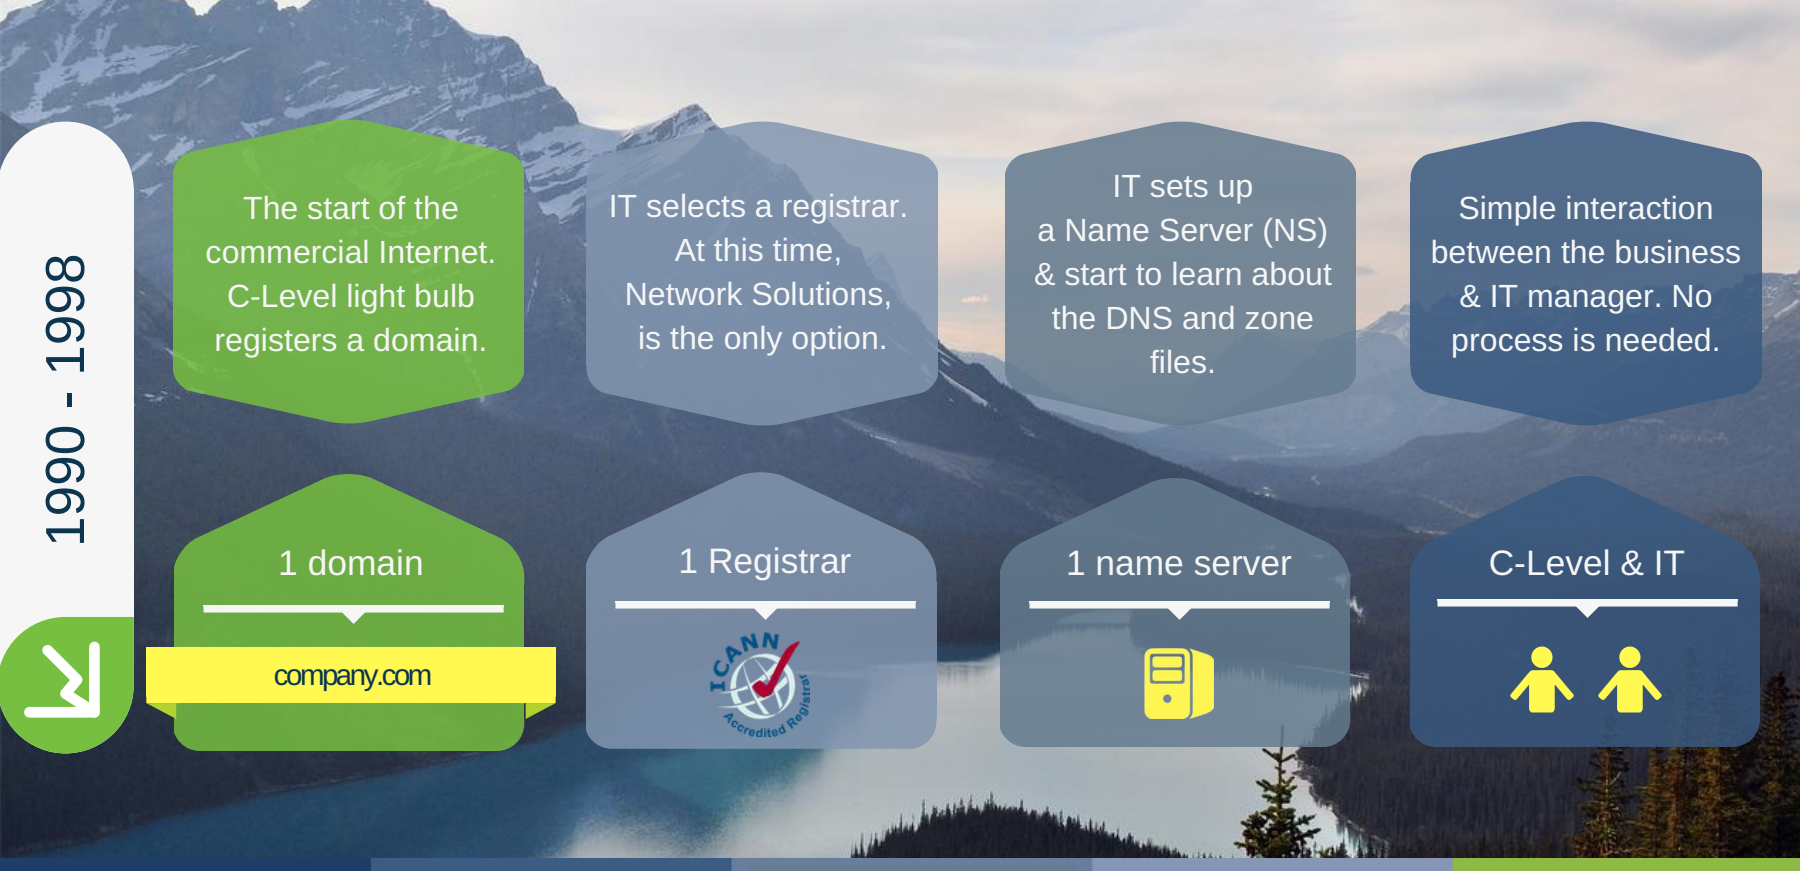 1990 - 1998
The start of the
commercial Internet.
C-Level light bulb
registers a domain.
IT selects a registrar.
At this time,
Network Solutions,
is the only option.
IT sets up
a Name Server (NS)
& start to learn about
the DNS and zone
files.
Simple interaction
between the business
& IT manager. No
process is needed.
1 domain
company.com
1 Registrar
ICANN
Accredited Registrar
1 name server
C-Level & IT